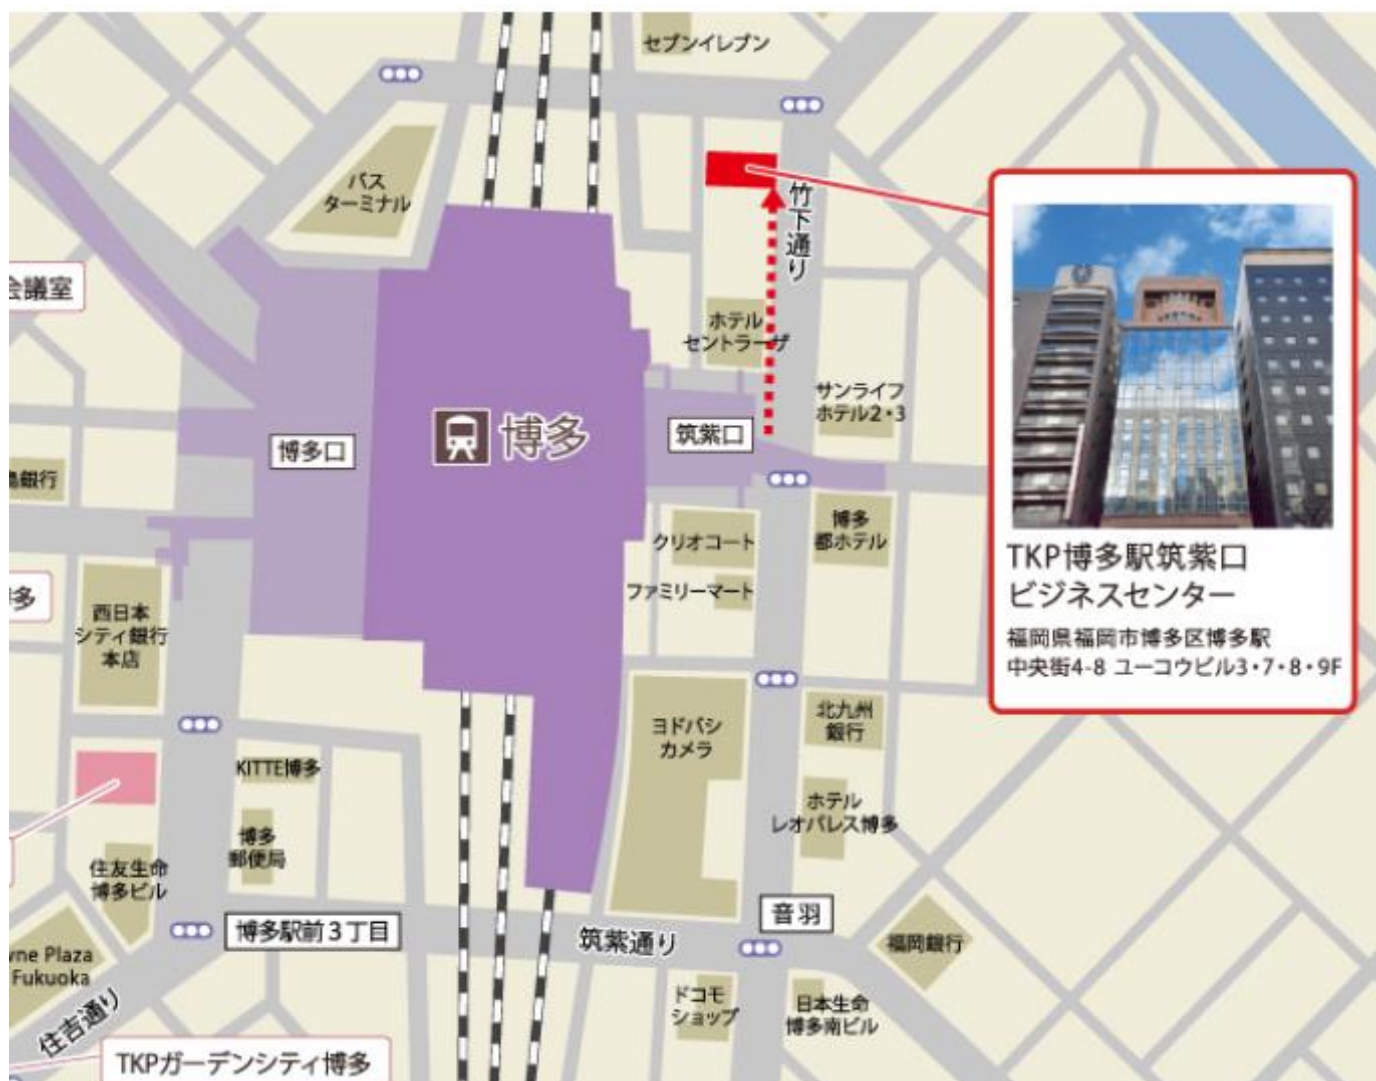 セブンイレブン
バス
ターミナル
竹下通り
会議室
ホテル
セントラーザ
サンライフ
ホテル2・3
博多口
博多
筑紫口
銀行
クリオコート
博多
都ホテル
ファミリーマート
TKP博多駅筑紫口
ビジネスセンター
福岡県福岡市博多区博多駅
中央街4-8 ユーコウビル3・7・8・9F
多
西日本
シティ銀行
本店
ヨドバシ
カメラ
北九州
銀行
KITTE博多
ホテル
レオパレス博多
博多
郵便局
住友生命
博多ビル
博多駅前3丁目
筑紫通り
音羽
福岡銀行
wne Plaza
Fukuoka
住吉通り
ドコモ
ショップ
日本生命
博多南ビル
TKPガーデンシティ博多